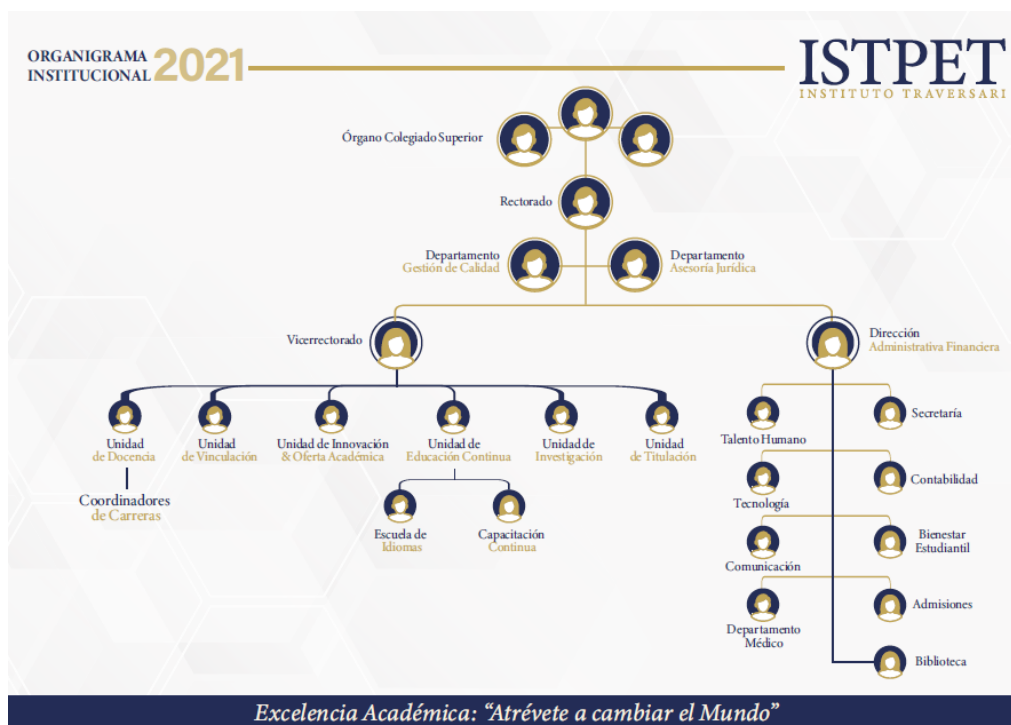 ORGANIGRAMA
INSTITUCIONAL 2021
ISTPET
INSTITUTO TRAVERSARI
Órgano Colegiado Superior
Rectorado
Departamento
Gestión de Calidad
Departamento
Asesoría Jurídica
Vicerrectorado
Dirección
Administrativa Financiera
Unidad
de Docencia
Unidad
de Vinculación
Unidad de Innovación
& Oferta Académica
Unidad de
Educación Continua
Unidad de
Investigación
Unidad
de Titulación
Coordinadores
de Carreras
Escuela de
Idiomas
Capacitación
Continua
Talento Humano
Secretaría
Tecnología
Contabilidad
Comunicación
Bienestar
Estudiantil
Departamento
Médico
Admisiones
Biblioteca
Excelencia Académica: “Atrévete a cambiar el Mundo”